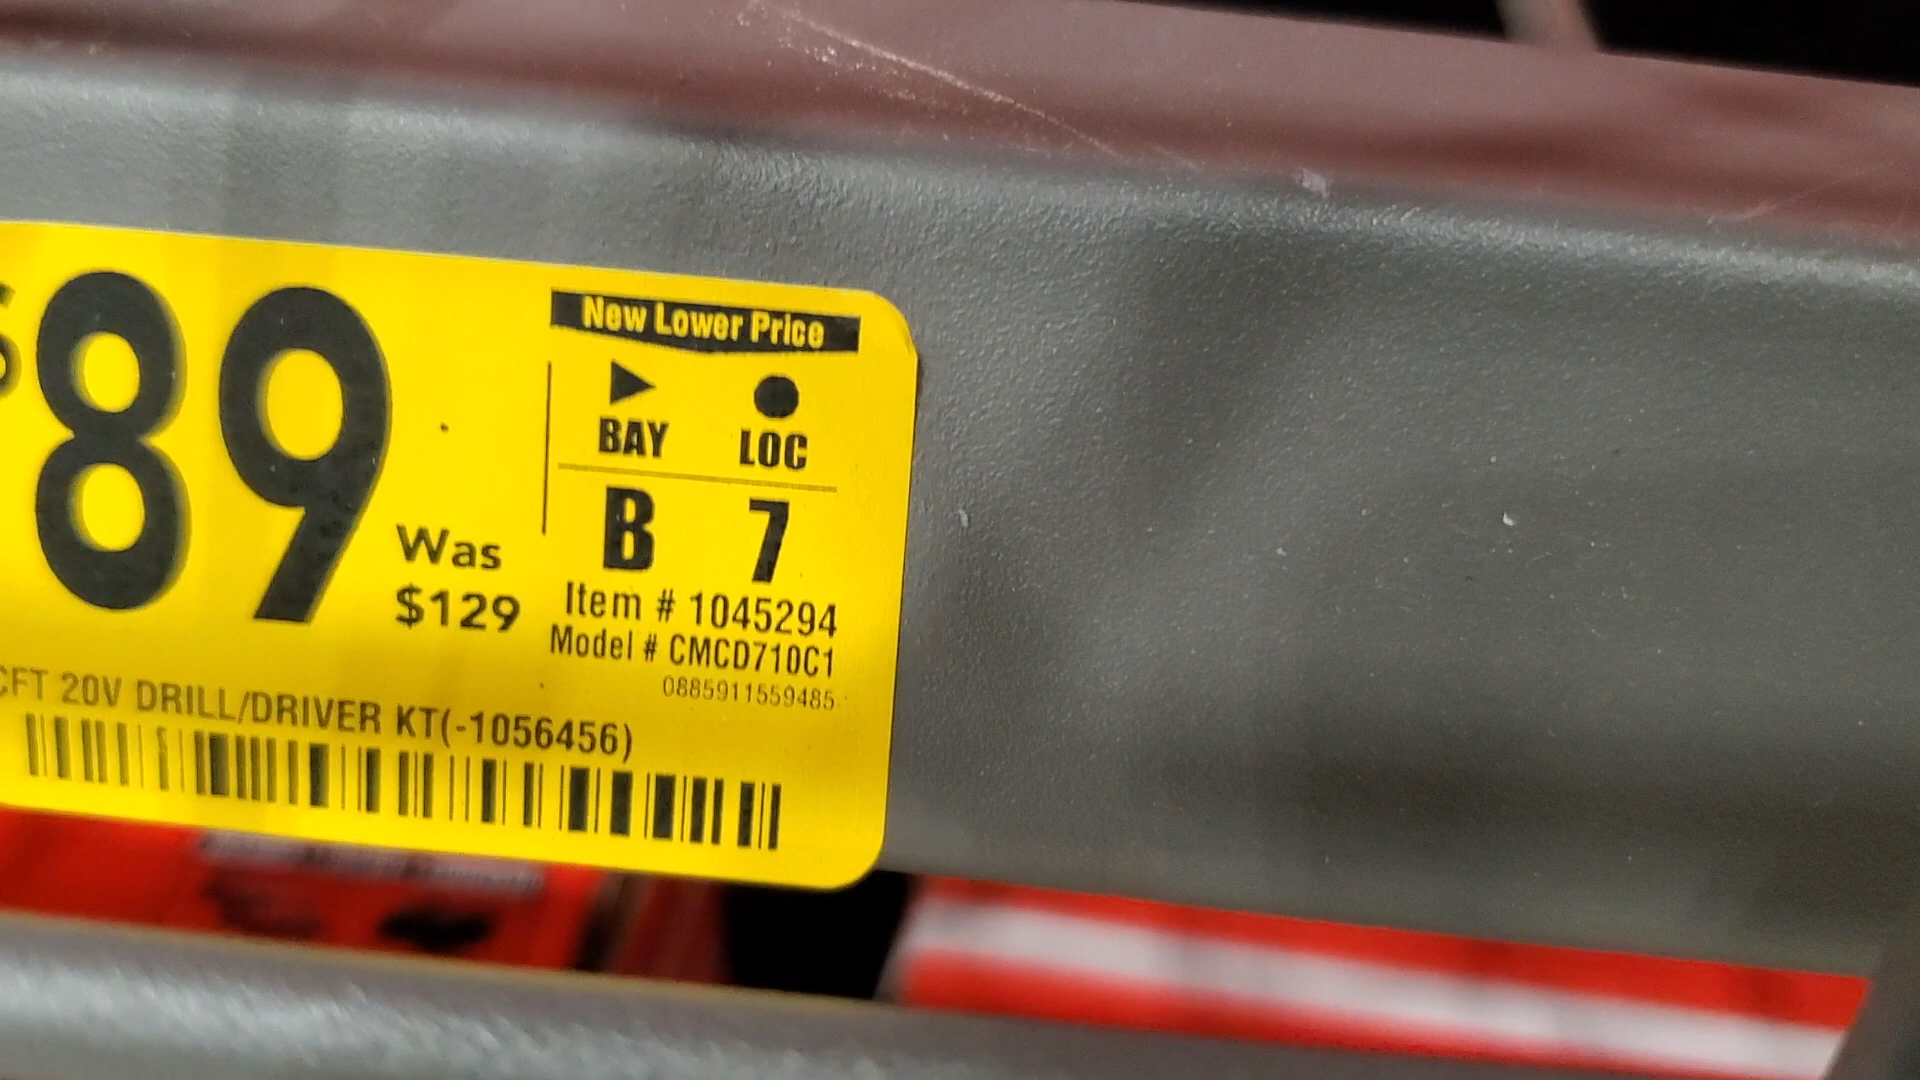 $89
Was
$129
New Lower Price
BAY LOC
B 7
Item # 1045294
Model # CMCD710C1
0885911559485
CFT 20V DRILL/DRIVER KT(-1056456)